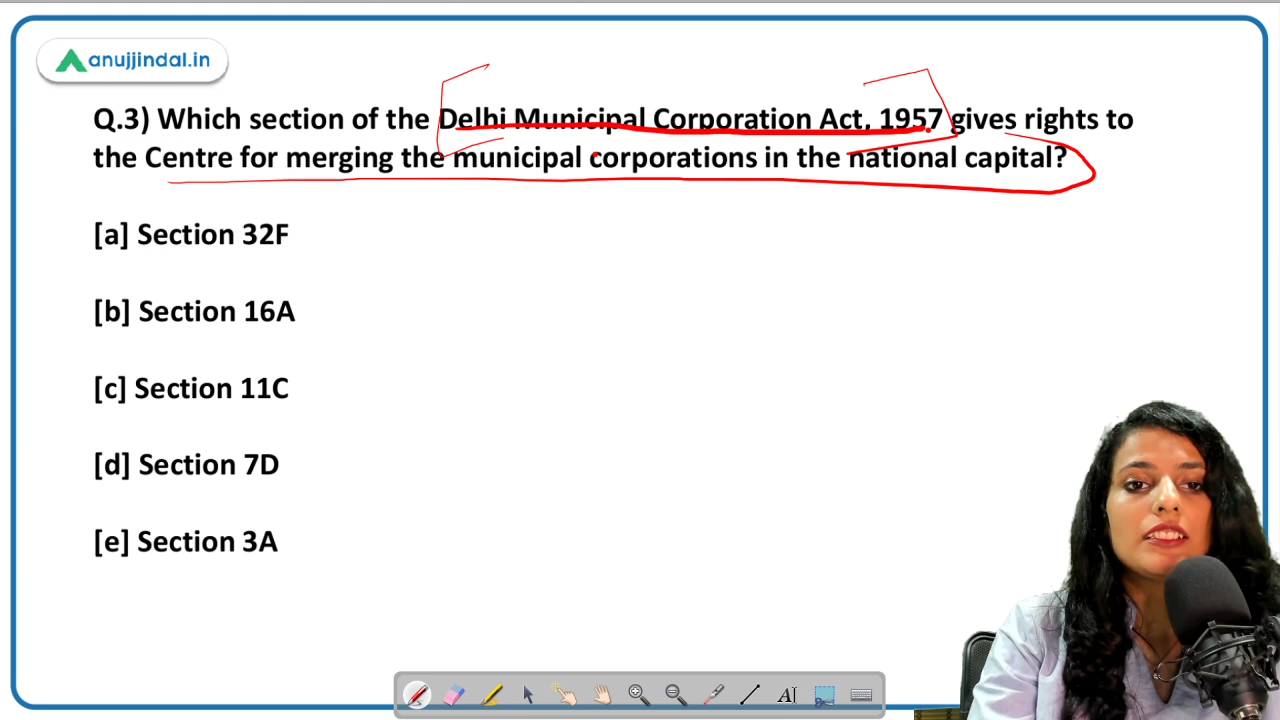 anujjindal.in
Q.3) Which section of the Delhi Municipal Corporation Act, 1957 gives rights to
the Centre for merging the municipal corporations in the national capital?
[a] Section 32F
[b] Section 16A
[c] Section 11C
[d] Section 7D
[e] Section 3A
A